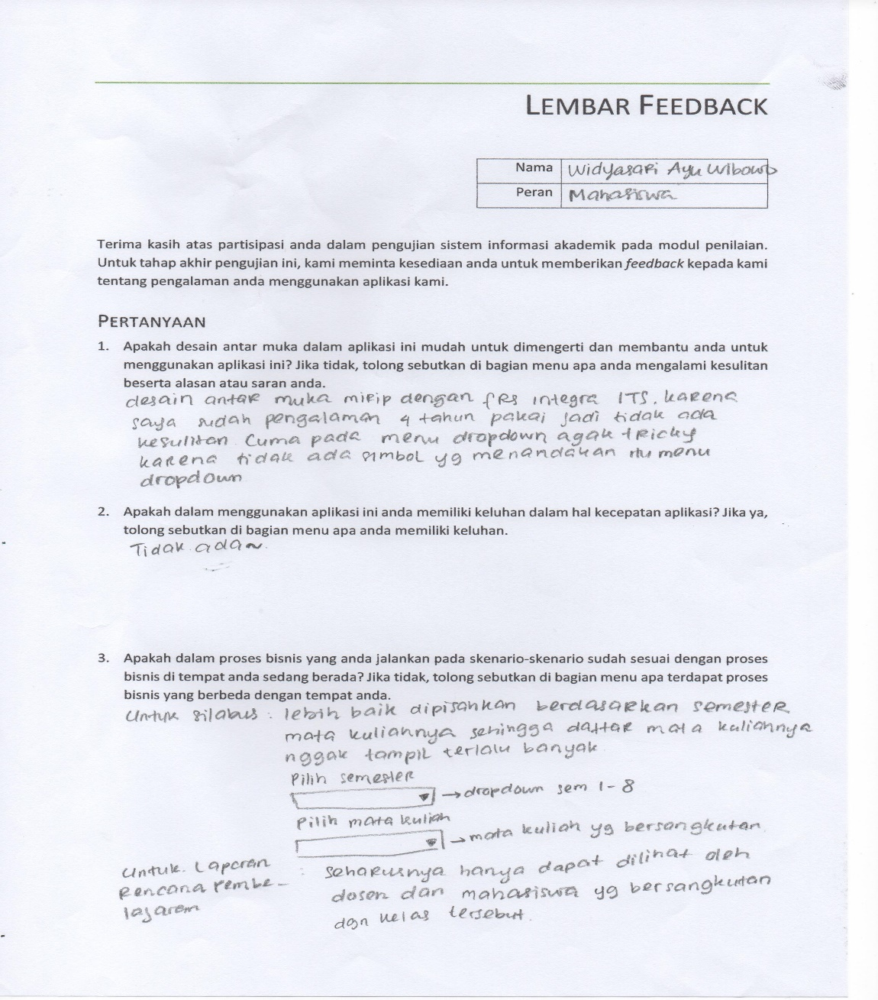 LEMBAR FEEDBACK
Nama Widyasari Ayu Wibowo
Peran Mahasiswa
Terima kasih atas partisipasi anda dalam pengujian sistem informasi akademik pada modul penilaian.
Untuk tahap akhir pengujian ini, kami meminta kesediaan anda untuk memberikan feedback kepada kami
tentang pengalaman anda menggunakan aplikasi kami.
PERTANYAAN
1. Apakah desain antar muka dalam aplikasi ini mudah untuk dimengerti dan membantu anda untuk
menggunakan aplikasi ini? Jika tidak, tolong sebutkan di bagian menu apa anda mengalami kesulitan
beserta alasan atau saran anda.
desain antar muka mirip dengan frs integra ITS. karena
saya sudah pengalaman 4 tahun pakai jadi tidak ada
kesulitan. Cuma pada menu dropdown agak tricky
karena tidak ada simbol yg menandakan itu menu
dropdown
2. Apakah dalam menggunakan aplikasi ini anda memiliki keluhan dalam hal kecepatan aplikasi? Jika ya,
tolong sebutkan di bagian menu apa anda memiliki keluhan.
Tidak ada~
3. Apakah dalam proses bisnis yang anda jalankan pada skenario-skenario sudah sesuai dengan proses
bisnis di tempat anda sedang berada? Jika tidak, tolong sebutkan di bagian menu apa terdapat proses
bisnis yang berbeda dengan tempat anda.
Untuk silabus : lebih baik dipisahkan berdasarkan semester
mata kuliahnya sehingga daftar mata kuliahnya
nggak tampil terlalu banyak
Pilih semester
→ dropdown sem 1-8
Pilih mata kuliah
→ mata kuliah yg bersangkutan
Untuk Laporan : seharusnya hanya dapat dilihat oleh
Rencana Pembe- dosen dan mahasiswa yg bersangkutan
lajaran dgn kelas tersebut.